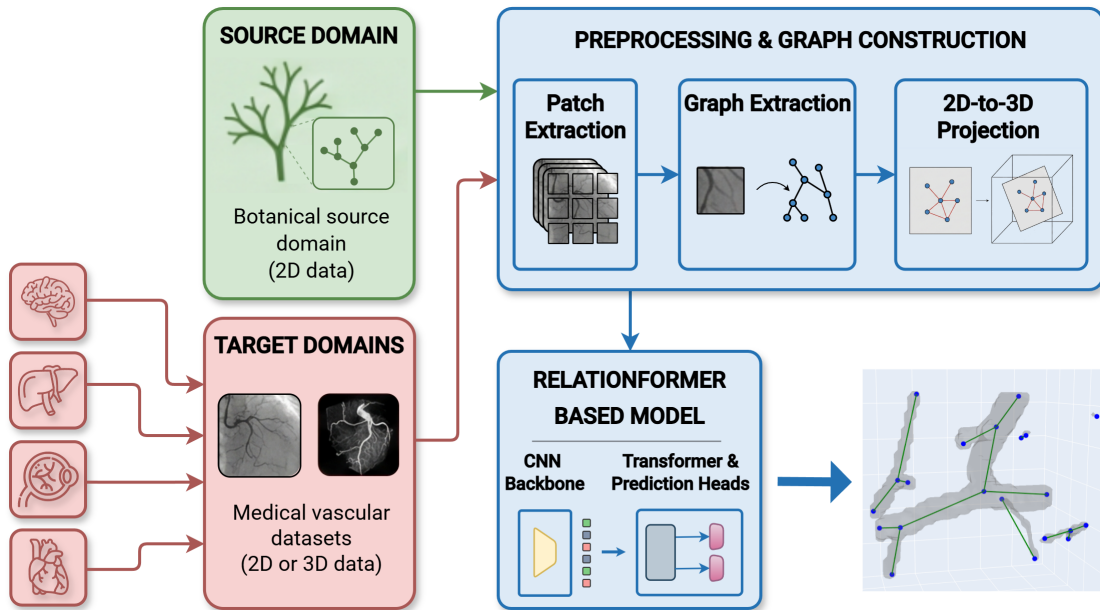 SOURCE DOMAIN
Botanical source
domain
(2D data)
TARGET DOMAINS
Medical vascular
datasets
(2D or 3D data)
PREPROCESSING & GRAPH CONSTRUCTION
Patch
Extraction
Graph Extraction
2D-to-3D
Projection
RELATIONFORMER
BASED MODEL
CNN
Backbone
Transformer &
Prediction Heads